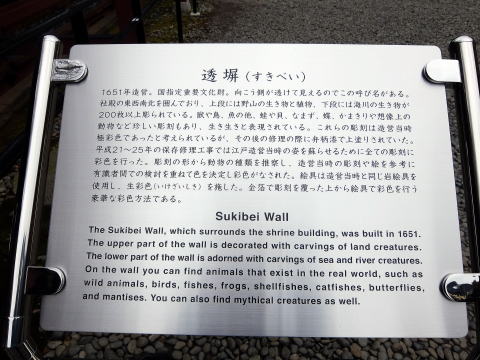 透塀（すきべい）
1651年造営。国指定重要文化財。向こう側が透けて見えるのでこの呼び名がある。
社殿の東西南北を囲んでおり、上段には野山の生き物と植物、下段には海川の生き物が
200枚以上彫られている。獣や鳥、魚の他、蛙や貝、なまず、蝶、かまきりや想像上の
動物など珍しい彫刻もあり、生き生きと表現されている。これらの彫刻は造営当時
極彩色であったと考えられているが、その後の修理の際に弁柄漆で上塗りされていた。
平成21～25年の保存修理工事では江戸造営当時の姿を蘇らせるために全ての彫刻に
彩色を行った。彫刻の形から動物の種類を推察し、造営当時の彫刻や絵を参考に
有識者間での検討を重ねて色を決定し彩色がなされた。絵具は造営当時と同じ岩絵具を
使用し、生彩色(いけざいしき)を施した。金箔で彫刻を覆った上から絵具で彩色を行う
豪華な彩色方法である。
Sukibei Wall
The Sukibei Wall, which surrounds the shrine building, was built in 1651.
The upper part of the wall is decorated with carvings of land creatures.
The lower part of the wall is adorned with carvings of sea and river creatures.
On the wall you can find animals that exist in the real world, such as
wild animals, birds, fishes, frogs, shellfishes, catfishes, butterflies,
and mantises. You can also find mythical creatures as well.